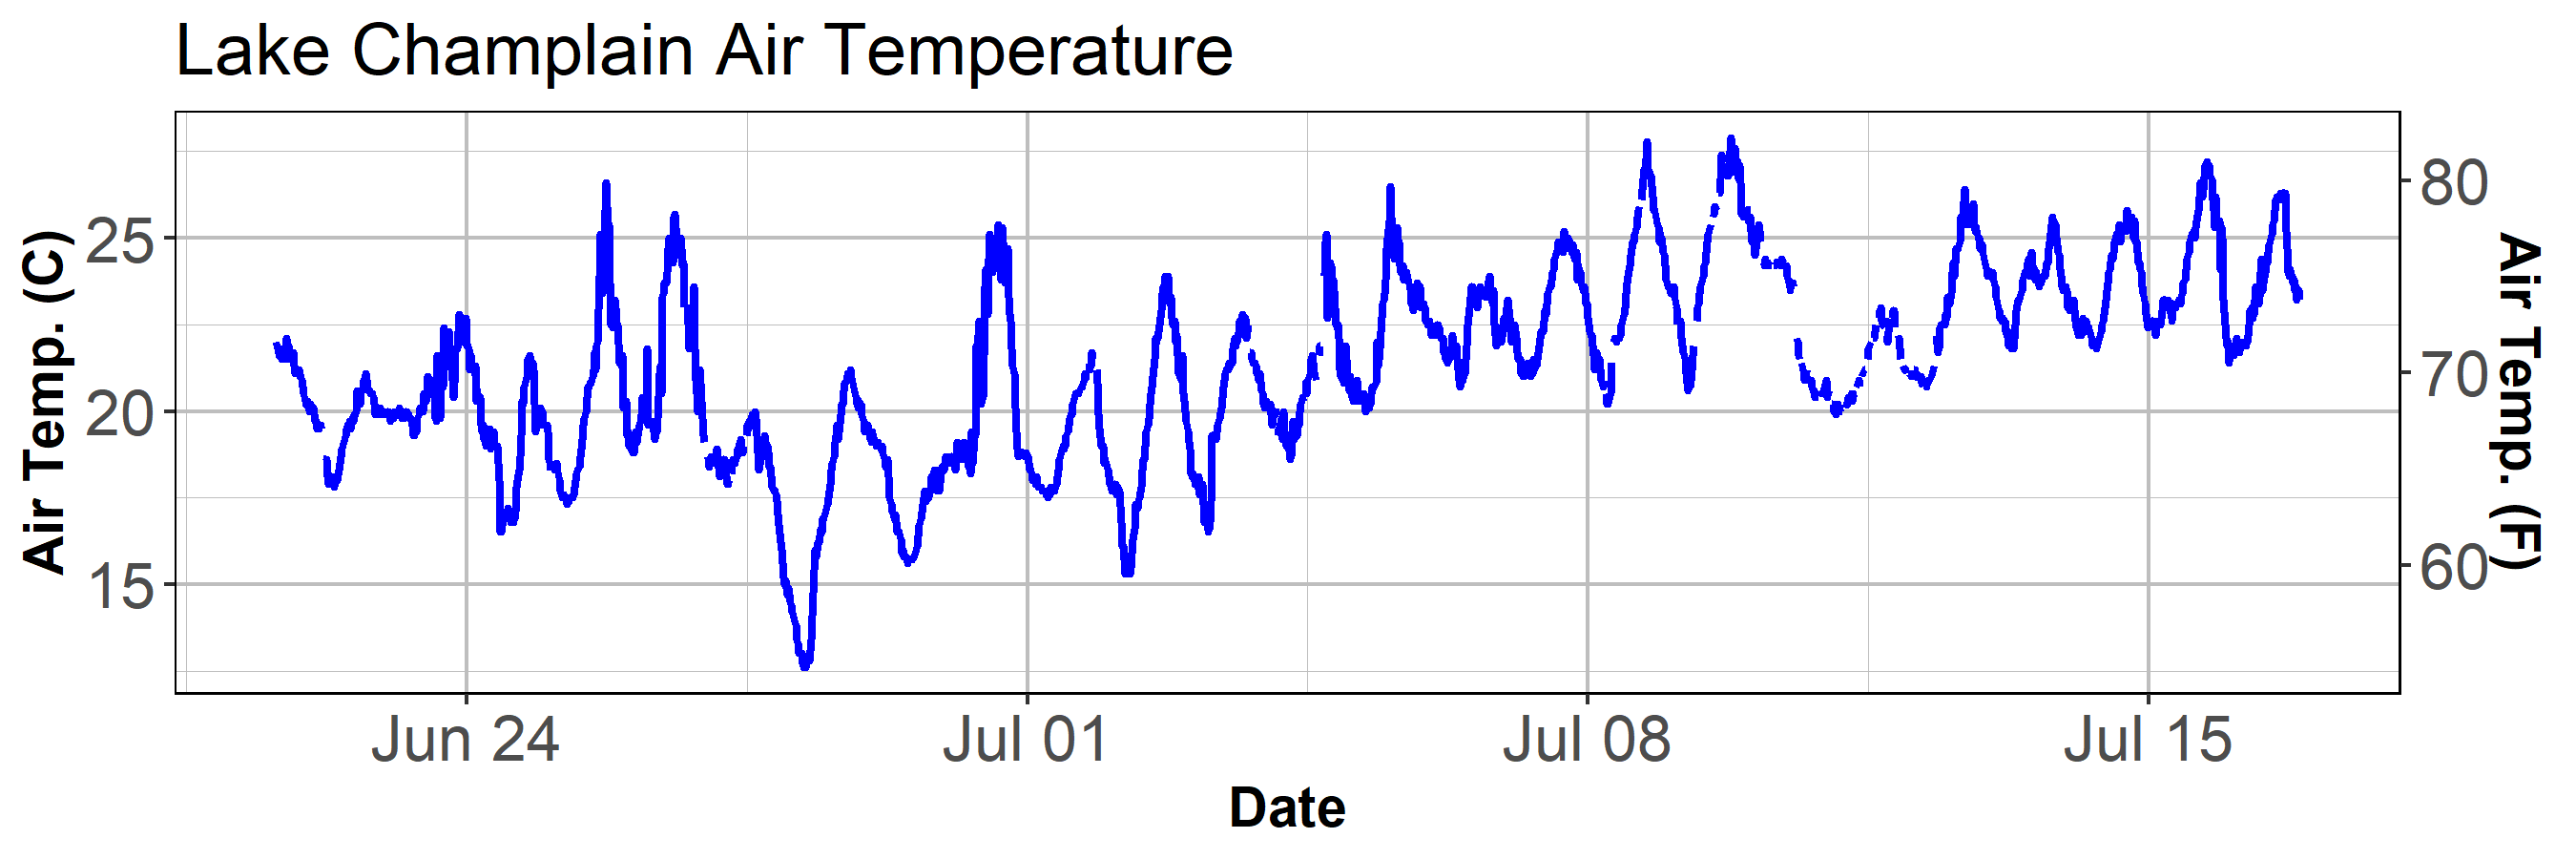 Lake Champlain Air Temperature
Air Temp. (C)
25
20
15
80
70
60
Air Temp. (F)
Jun 24
Jul 01
Jul 08
Jul 15
Date